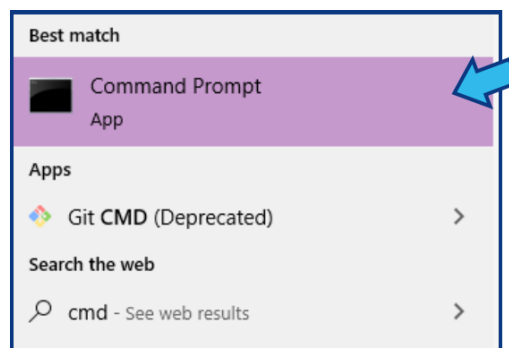 Best match
Command Prompt
App
Apps
Git CMD (Deprecated)
Search the web
cmd - See web results